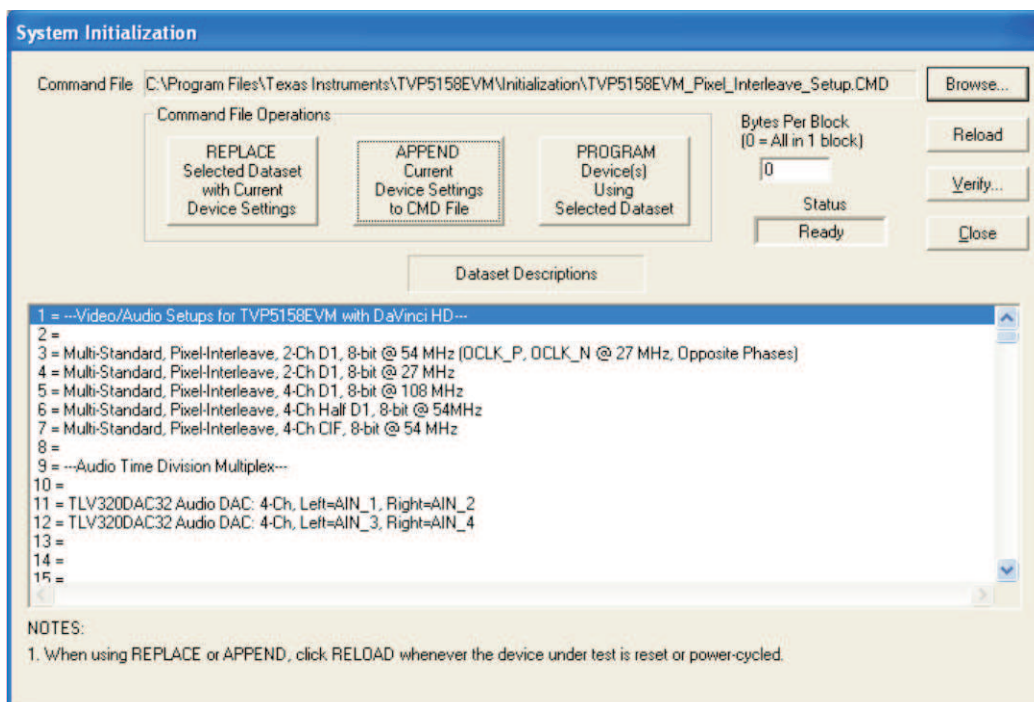 System Initialization
Command File C:\Program Files\Texas Instruments\TVP5158EVM\Initialization\TVP5158EVM_Pixel_Interleave_Setup.CMD
Browse...
Command File Operations
REPLACE
Selected Dataset
with Current
Device Settings
APPEND
Current
Device Settings
to CMD File
PROGRAM
Device(s)
Using
Selected Dataset
Bytes Per Block
(0 = All in 1 block)
0
Status
Ready
Reload
Verify...
Close
Dataset Descriptions
1 = ---Video/Audio Setups for TVP5158EVM with DaVinci HD---
2 =
3 = Multi-Standard, Pixel-Interleave, 2-Ch D1, 8-bit @ 54 MHz (OCLK_P, OCLK_N @ 27 MHz, Opposite Phases)
4 = Multi-Standard, Pixel-Interleave, 2-Ch D1, 8-bit @ 27 MHz
5 = Multi-Standard, Pixel-Interleave, 4-Ch D1, 8-bit @ 108 MHz
6 = Multi-Standard, Pixel-Interleave, 4-Ch Half D1, 8-bit @ 54MHz
7 = Multi-Standard, Pixel-Interleave, 4-Ch CIF, 8-bit @ 54 MHz
8 =
9 = ---Audio Time Division Multiplex---
10 =
11 = TLV320DAC32 Audio DAC: 4-Ch, Left=AIN_1, Right=AIN_2
12 = TLV320DAC32 Audio DAC: 4-Ch, Left=AIN_3, Right=AIN_4
13 =
14 =
15 =
NOTES:
1. When using REPLACE or APPEND, click RELOAD whenever the device under test is reset or power-cycled.